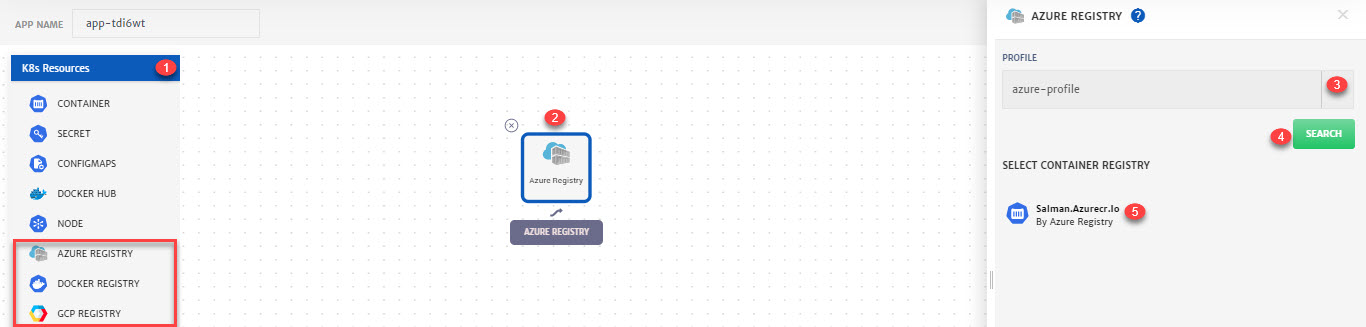 APP NAME
app-tdi6wt
K8s Resources
1
CONTAINER
SECRET
CONFIGMAPS
DOCKER HUB
NODE
AZURE REGISTRY
DOCKER REGISTRY
GCP REGISTRY
2
Azure Registry
AZURE REGISTRY
AZURE REGISTRY ?
PROFILE
azure-profile
3
4
SEARCH
SELECT CONTAINER REGISTRY
Salman.Azurecr.Io
5
By Azure Registry